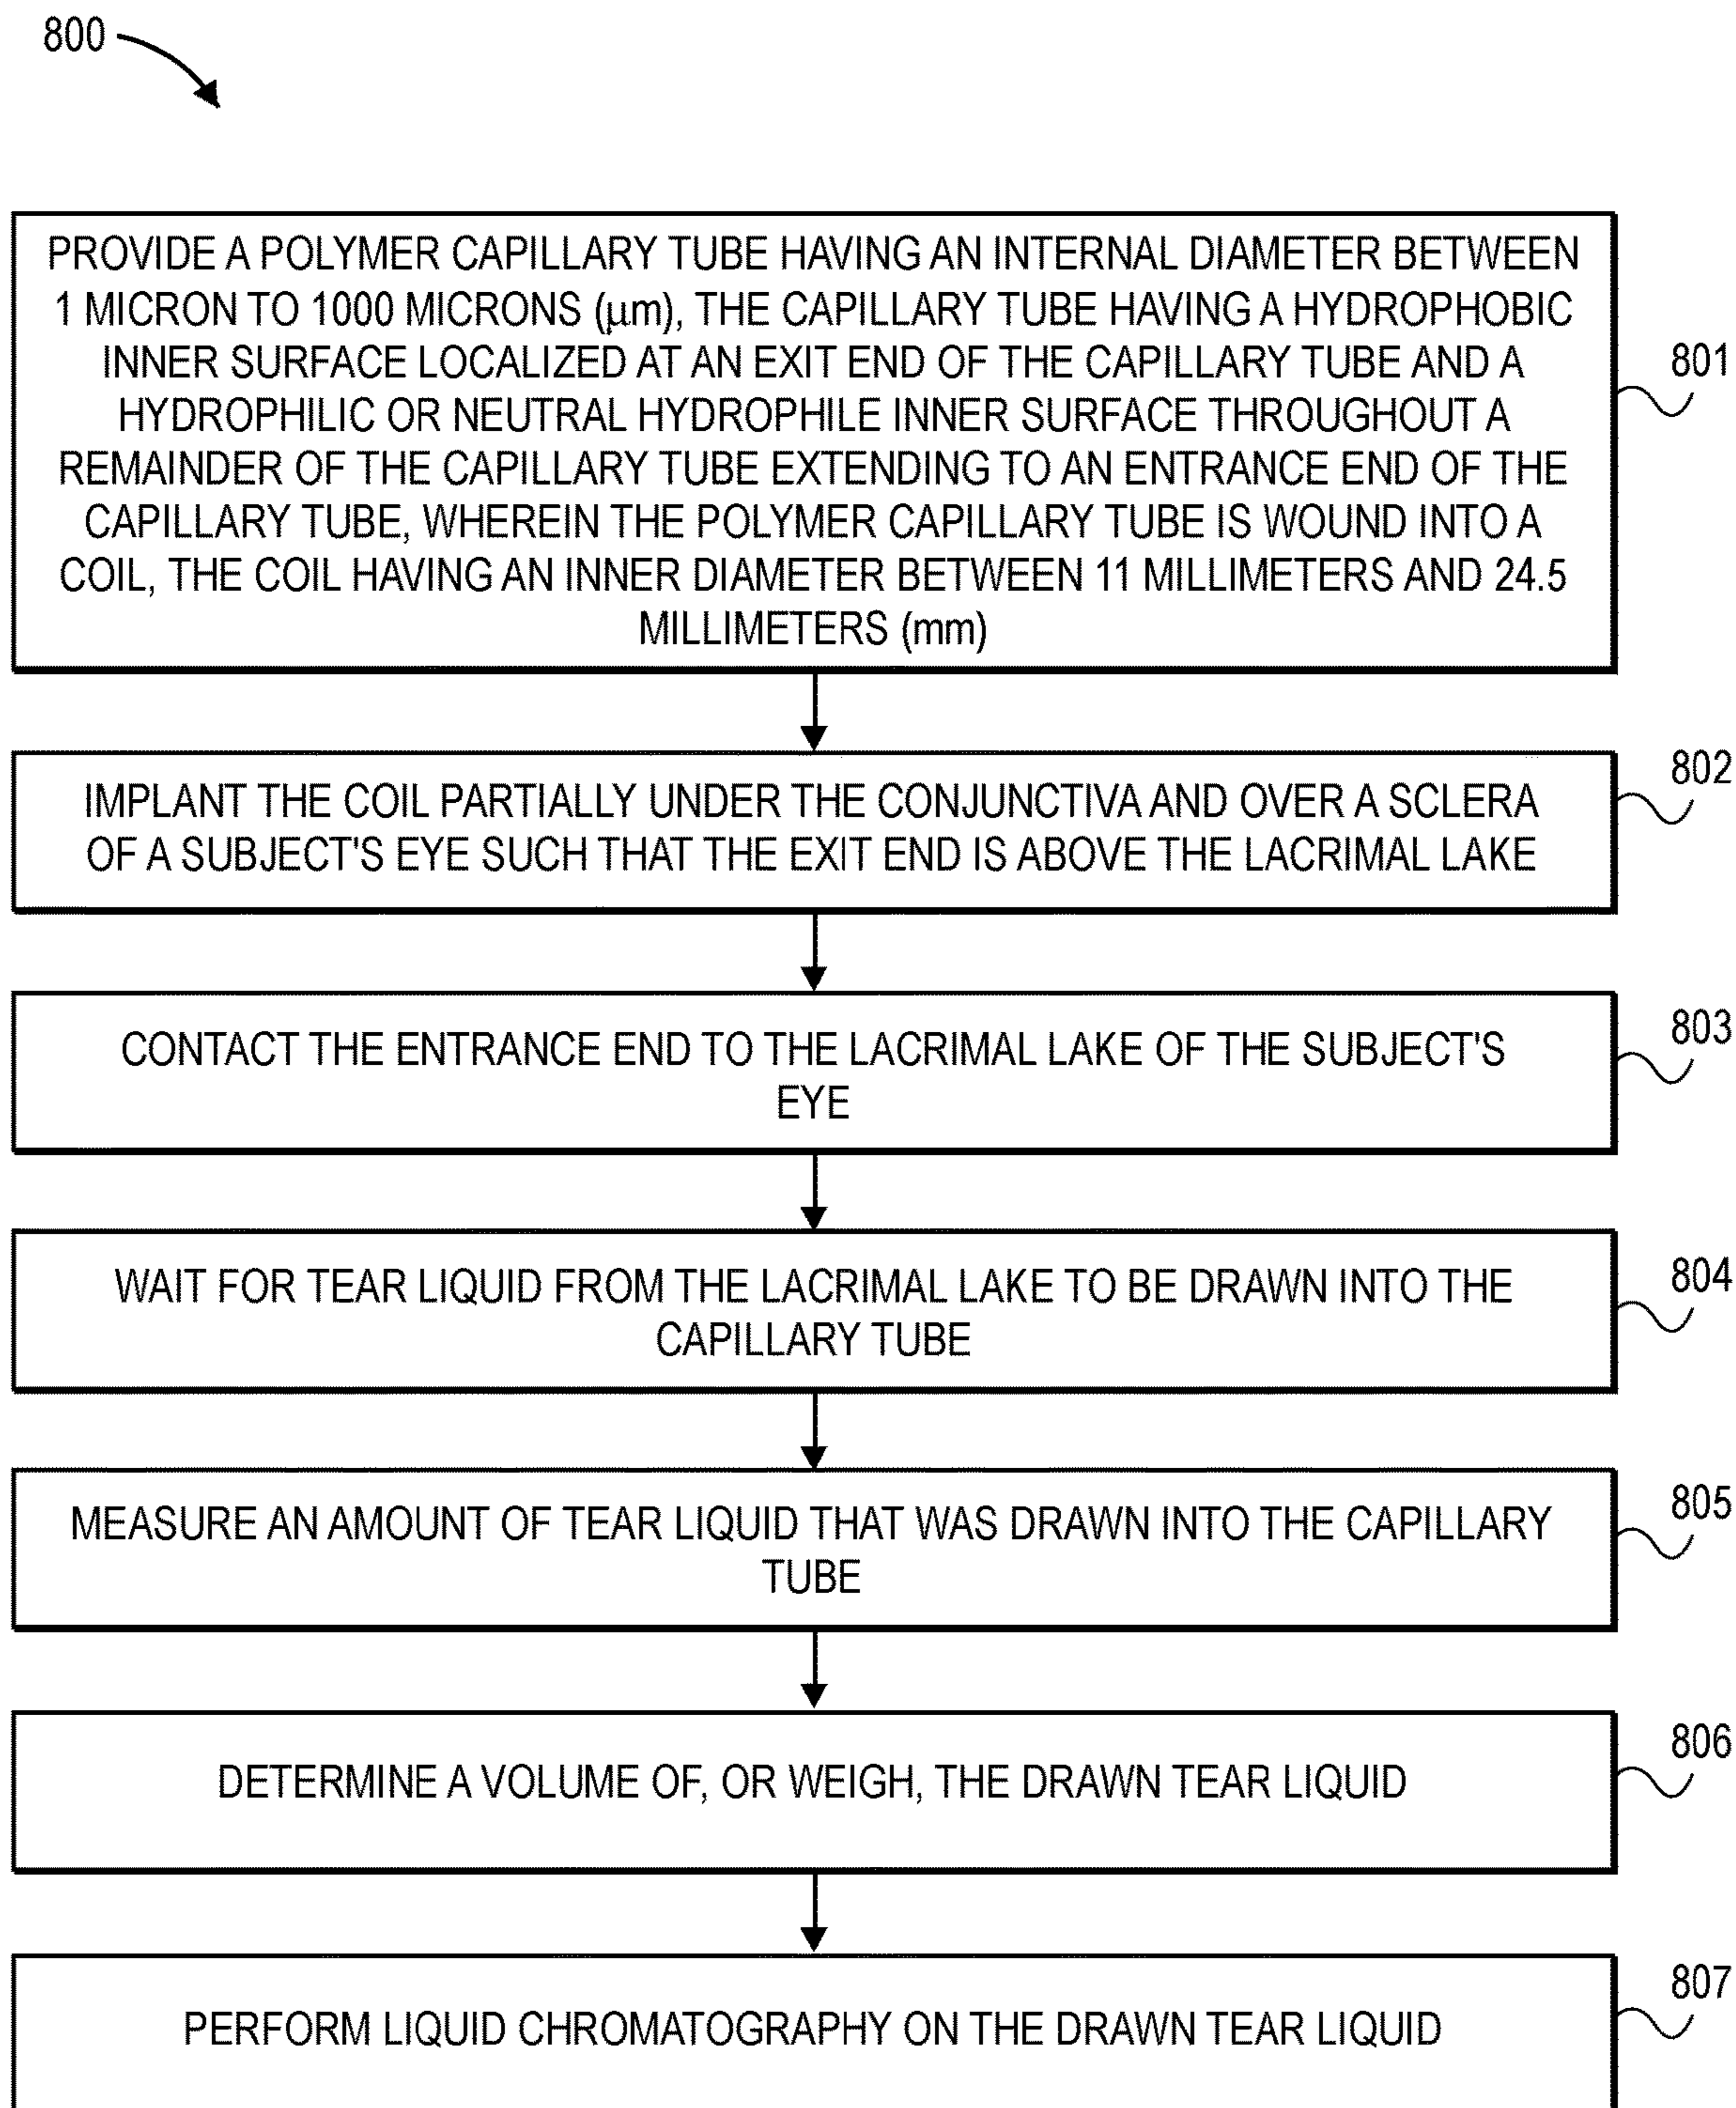 800
PROVIDE A POLYMER CAPILLARY TUBE HAVING AN INTERNAL DIAMETER BETWEEN
1 MICRON TO 1000 MICRONS (μm), THE CAPILLARY TUBE HAVING A HYDROPHOBIC
INNER SURFACE LOCALIZED AT AN EXIT END OF THE CAPILLARY TUBE AND A
HYDROPHILIC OR NEUTRAL HYDROPHILE INNER SURFACE THROUGHOUT A
REMAINDER OF THE CAPILLARY TUBE EXTENDING TO AN ENTRANCE END OF THE
CAPILLARY TUBE, WHEREIN THE POLYMER CAPILLARY TUBE IS WOUND INTO A
COIL, THE COIL HAVING AN INNER DIAMETER BETWEEN 11 MILLIMETERS AND 24.5
MILLIMETERS (mm)
801
IMPLANT THE COIL PARTIALLY UNDER THE CONJUNCTIVA AND OVER A SCLERA
OF A SUBJECT'S EYE SUCH THAT THE EXIT END IS ABOVE THE LACRIMAL LAKE
802
CONTACT THE ENTRANCE END TO THE LACRIMAL LAKE OF THE SUBJECT'S
EYE
803
WAIT FOR TEAR LIQUID FROM THE LACRIMAL LAKE TO BE DRAWN INTO THE
CAPILLARY TUBE
804
MEASURE AN AMOUNT OF TEAR LIQUID THAT WAS DRAWN INTO THE CAPILLARY
TUBE
805
DETERMINE A VOLUME OF, OR WEIGH, THE DRAWN TEAR LIQUID
806
PERFORM LIQUID CHROMATOGRAPHY ON THE DRAWN TEAR LIQUID
807